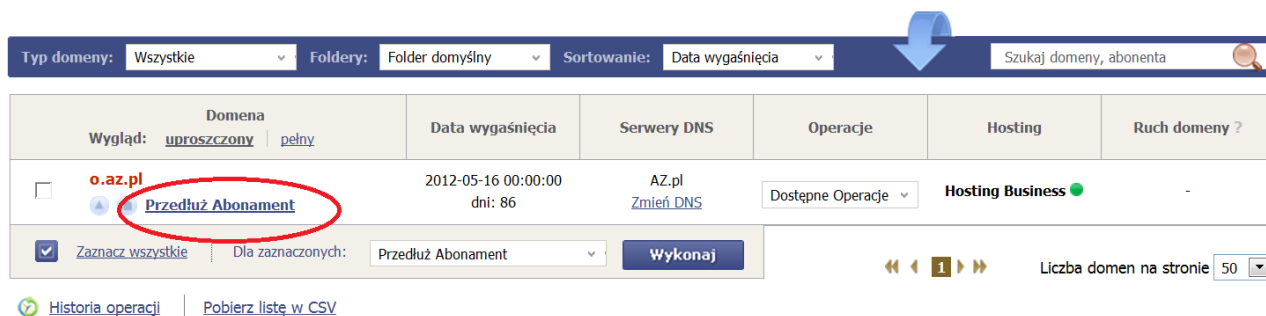 Typ domeny: Wszystkie Foldery: Folder domyślny Sortowanie: Data wygaśnięcia Szukaj domeny, abonenta
Domena
Wygląd: uproszczony pełny Data wygaśnięcia Serwery DNS Operacje Hosting Ruch domeny ?
o.az.pl 2012-05-16 00:00:00 AZ.pl
Przedłuż Abonament dni: 86 Zmień DNS Dostępne Operacje Hosting Business -
Zaznacz wszystkie Dla zaznaczonych: Przedłuż Abonament Wykonaj
1 Liczba domen na stronie 50
Historia operacji Pobierz listę w CSV